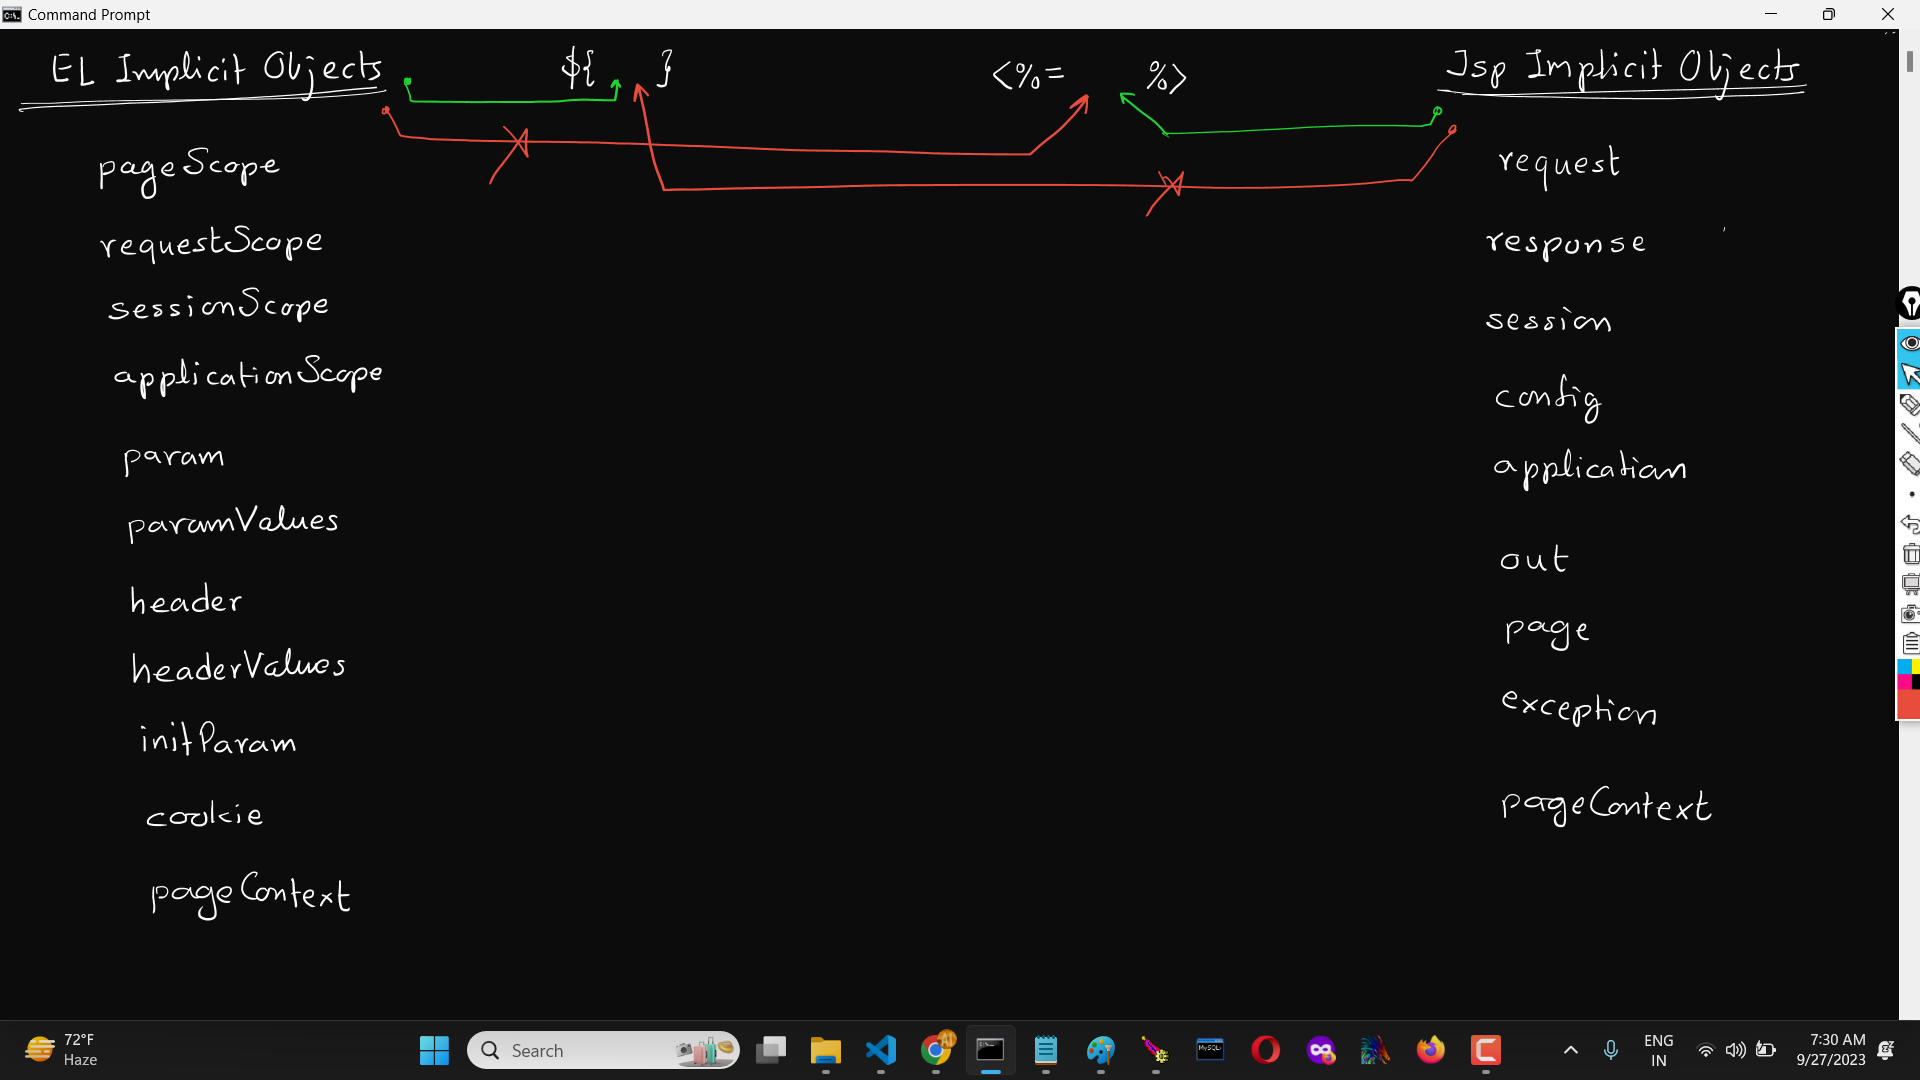 Command Prompt
EL Implicit Objects ${ } <%= %> Jsp Implicit Objects
pageScope
requestScope
sessionScope
applicationScope
param
paramValues
header
headerValues
initParam
cookie
pageContext
request
response
session
config
application
out
page
exception
pageContext
72°F
Haze
Search
MySQL
ENG
IN
7:30 AM
9/27/2023